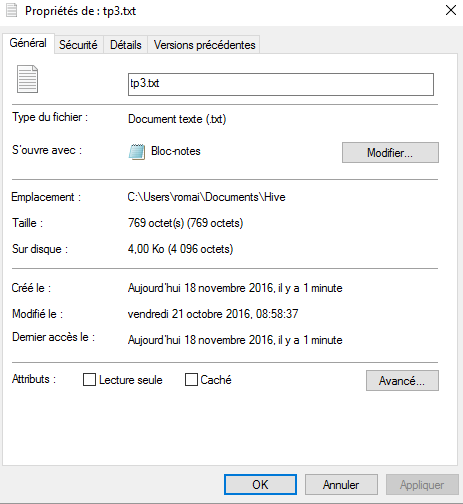 Propriétés de : tp3.txt
Général Sécurité Détails Versions précédentes
tp3.txt
Type du fichier : Document texte (.txt)
S'ouvre avec : Bloc-notes Modifier...
Emplacement : C:\Users\romai\Documents\Hive
Taille : 769 octet(s) (769 octets)
Sur disque : 4,00 Ko (4 096 octets)
Créé le : Aujourd'hui 18 novembre 2016, il y a 1 minute
Modifié le : vendredi 21 octobre 2016, 08:58:37
Dernier accès le : Aujourd'hui 18 novembre 2016, il y a 1 minute
Attributs : Lecture seule Caché Avancé...
OK Annuler Appliquer